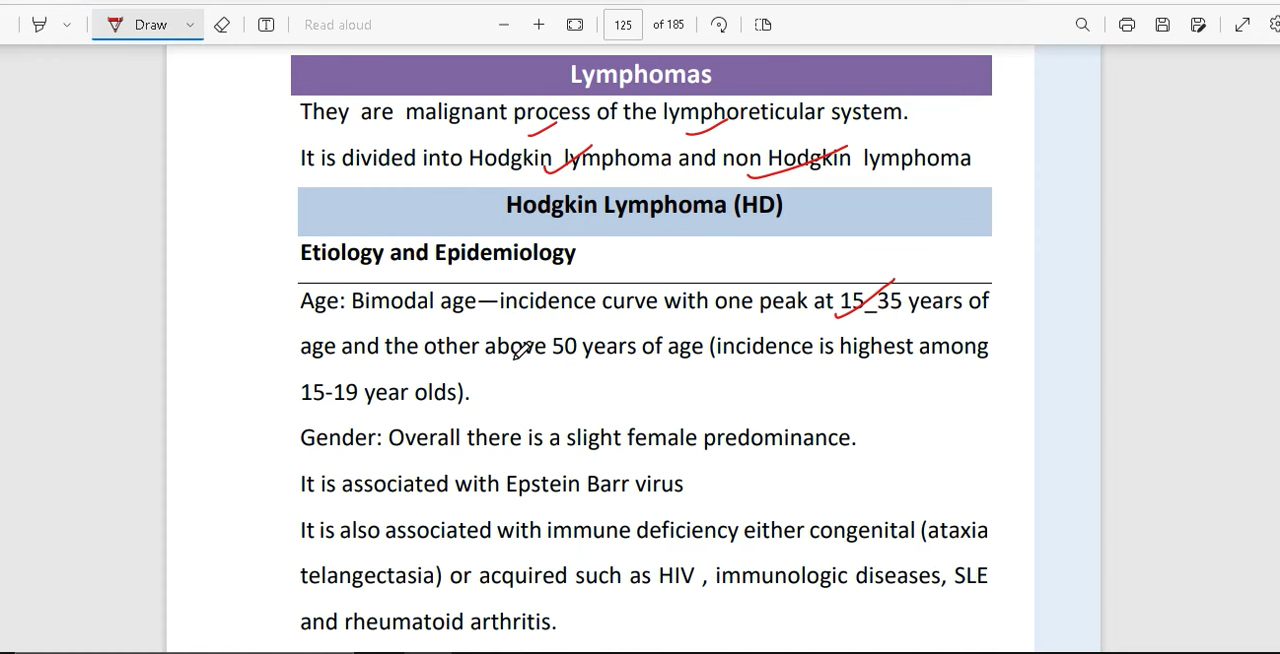 Draw
Read aloud
125 of 185
Lymphomas
They are malignant process of the lymphoreticular system.
It is divided into Hodgkin lymphoma and non Hodgkin lymphoma
Hodgkin Lymphoma (HD)
Etiology and Epidemiology
Age: Bimodal age—incidence curve with one peak at 15_35 years of
age and the other above 50 years of age (incidence is highest among
15-19 year olds).
Gender: Overall there is a slight female predominance.
It is associated with Epstein Barr virus
It is also associated with immune deficiency either congenital (ataxia
telangectasia) or acquired such as HIV , immunologic diseases, SLE
and rheumatoid arthritis.